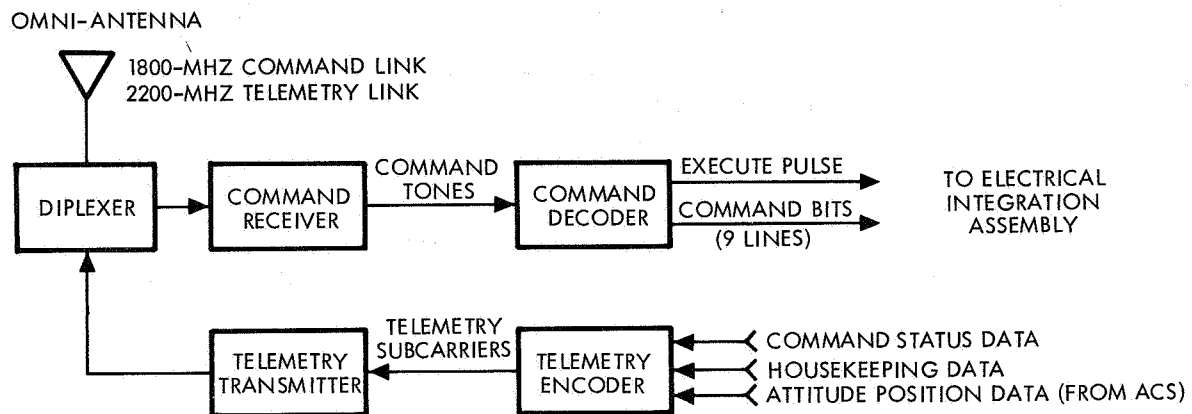 OMNI-ANTENNA
1800-MHZ COMMAND LINK
2200-MHZ TELEMETRY LINK
DIPLEXER
COMMAND
RECEIVER
COMMAND
TONES
COMMAND
DECODER
EXECUTE PULSE
COMMAND BITS
(9 LINES)
TO ELECTRICAL
INTEGRATION
ASSEMBLY
TELEMETRY
TRANSMITTER
TELEMETRY
SUBCARRIERS
TELEMETRY
ENCODER
COMMAND STATUS DATA
HOUSEKEEPING DATA
ATTITUDE POSITION DATA (FROM ACS)